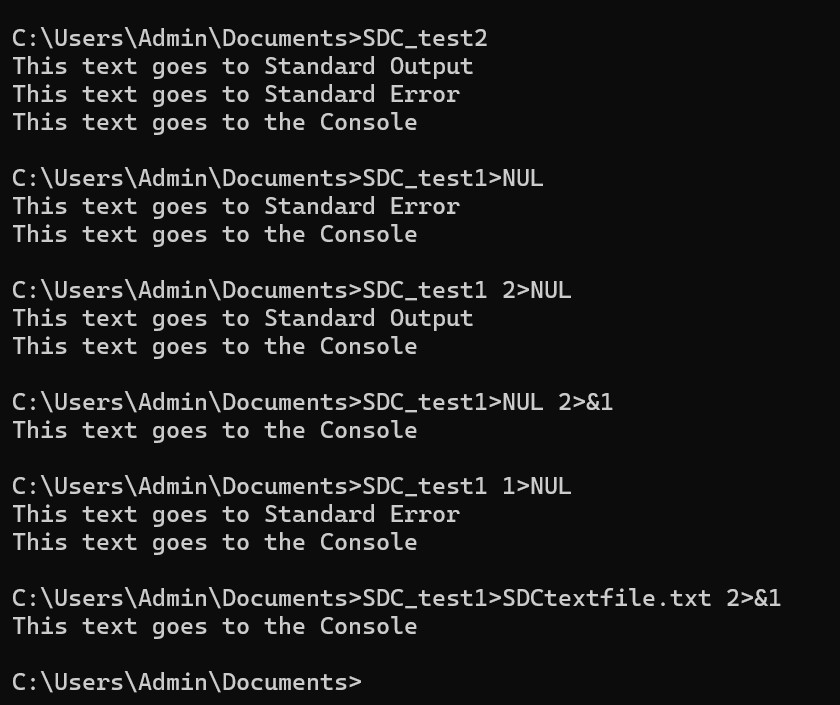 C:\Users\Admin\Documents>SDC_test2
This text goes to Standard Output
This text goes to Standard Error
This text goes to the Console
C:\Users\Admin\Documents>SDC_test1>NUL
This text goes to Standard Error
This text goes to the Console
C:\Users\Admin\Documents>SDC_test1 2>NUL
This text goes to Standard Output
This text goes to the Console
C:\Users\Admin\Documents>SDC_test1>NUL 2>&1
This text goes to the Console
C:\Users\Admin\Documents>SDC_test1 1>NUL
This text goes to Standard Error
This text goes to the Console
C:\Users\Admin\Documents>SDC_test1>SDCtextfile.txt 2>&1
This text goes to the Console
C:\Users\Admin\Documents>